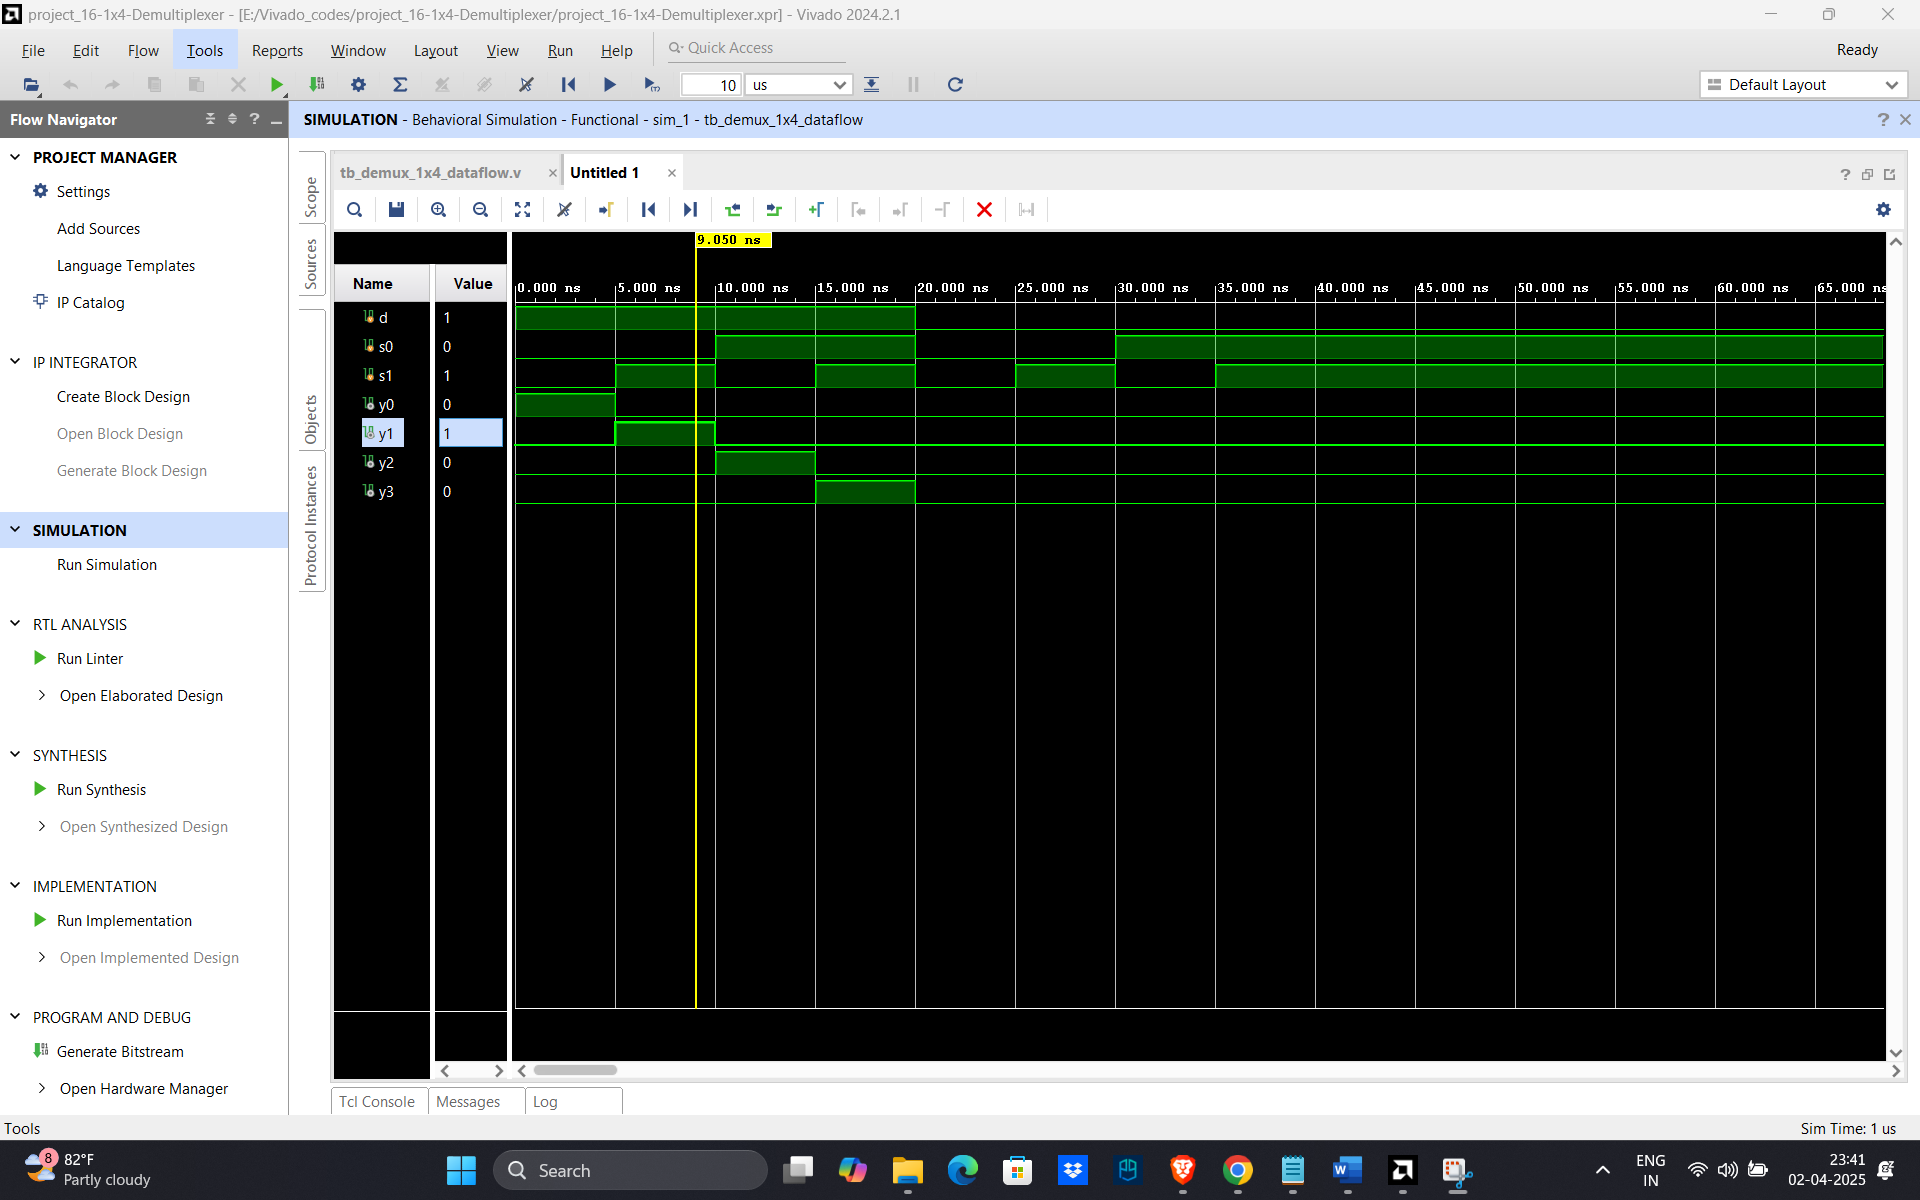 project_16-1x4-Demultiplexer - [E:/Vivado_codes/project_16-1x4-Demultiplexer/project_16-1x4-Demultiplexer.xpr] - Vivado 2024.2.1
File Edit Flow Tools Reports Window Layout View Run Help Quick Access Ready
10 us Default Layout
Flow Navigator ?
SIMULATION - Behavioral Simulation - Functional - sim_1 - tb_demux_1x4_dataflow ?
PROJECT MANAGER
Settings
Add Sources
Language Templates
IP Catalog
IP INTEGRATOR
Create Block Design
Open Block Design
Generate Block Design
SIMULATION
Run Simulation
RTL ANALYSIS
Run Linter
Open Elaborated Design
SYNTHESIS
Run Synthesis
Open Synthesized Design
IMPLEMENTATION
Run Implementation
Open Implemented Design
PROGRAM AND DEBUG
Generate Bitstream
Open Hardware Manager
Scope
Sources
Objects
Protocol Instances
tb_demux_1x4_dataflow.v Untitled 1 ?
9.050 ns
Name Value
0.000 ns 5.000 ns 10.000 ns 15.000 ns 20.000 ns 25.000 ns 30.000 ns 35.000 ns 40.000 ns 45.000 ns 50.000 ns 55.000 ns 60.000 ns 65.000 ns
d 1
s0 0
s1 1
y0 0
y1 1
y2 0
y3 0
Tcl Console Messages Log
Tools Sim Time: 1 us
8 82°F
Partly cloudy
Search
ENG
IN
23:41
02-04-2025